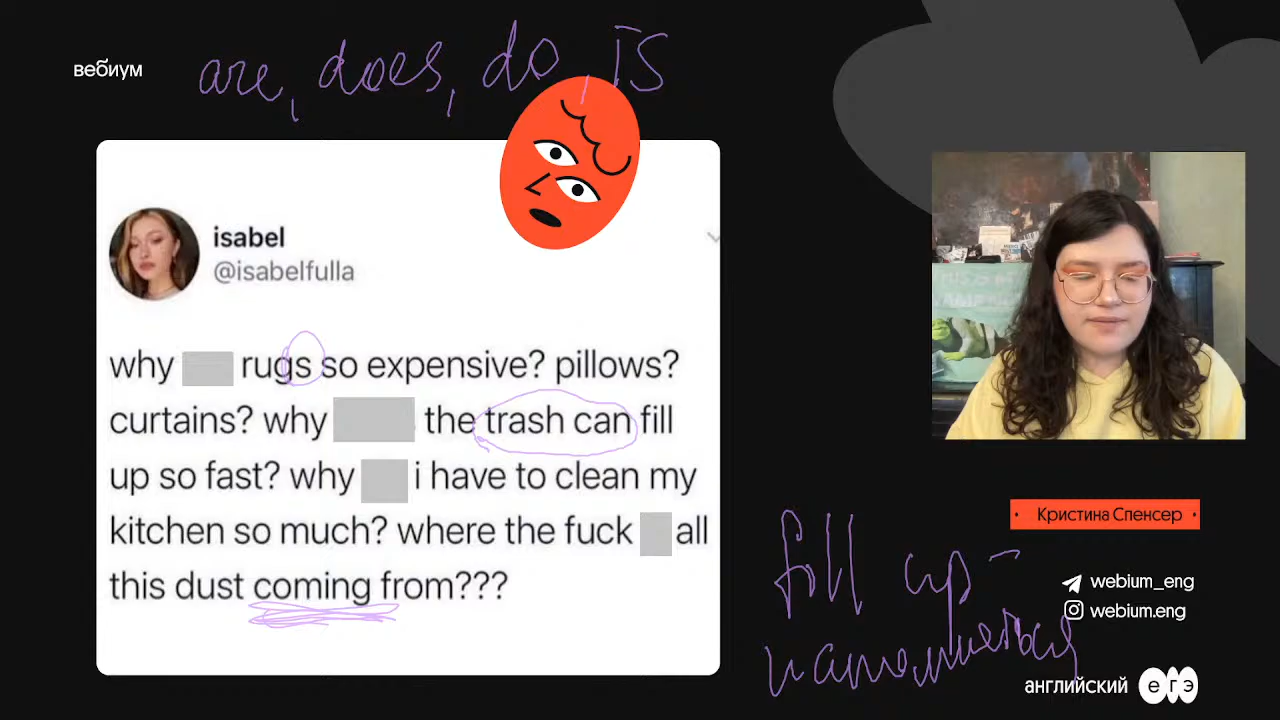 вебиум
are, does, do, is
isabel
@isabelfulla
why rugs so expensive? pillows?
curtains? why the trash can fill
up so fast? why i have to clean my
kitchen so much? where the fuck all
this dust coming from???
fill up -
наполняться
• Кристина Спенсер •
webium_eng
webium.eng
английский егэ